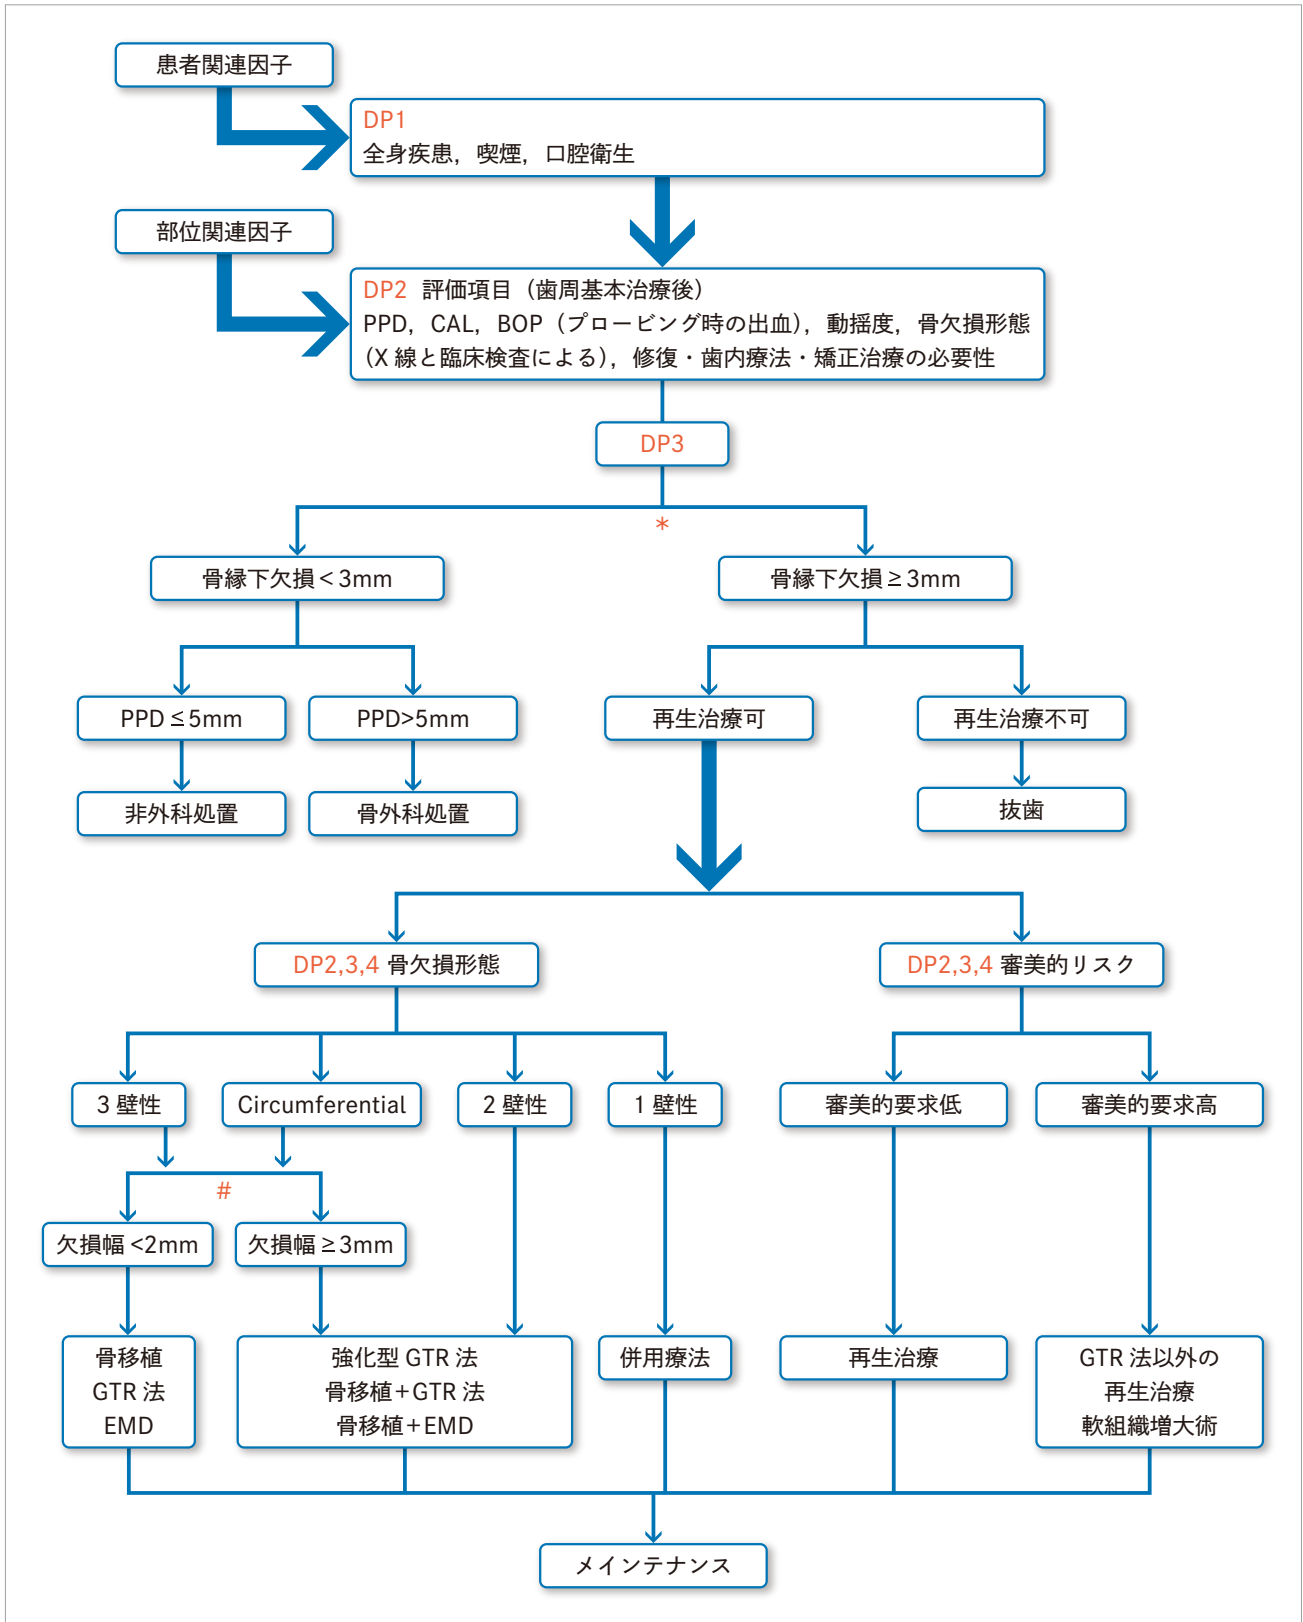 患者関連因子
DP1
全身疾患，喫煙，口腔衛生
部位関連因子
DP2 評価項目（歯周基本治療後）
PPD，CAL，BOP（プロービング時の出血），動揺度，骨欠損形態
（X 線と臨床検査による），修復・歯内療法・矯正治療の必要性
DP3
*
骨縁下欠損＜3mm
骨縁下欠損≧3mm
PPD≦5mm
PPD>5mm
再生治療可
再生治療不可
非外科処置
骨外科処置
抜歯
DP2,3,4 骨欠損形態
DP2,3,4 審美的リスク
3 壁性
Circumferential
2 壁性
1 壁性
審美的要求低
審美的要求高
#
欠損幅<2mm
欠損幅≧3mm
骨移植
GTR 法
EMD
強化型 GTR 法
骨移植＋GTR 法
骨移植＋EMD
併用療法
再生治療
GTR 法以外の
再生治療
軟組織増大術
メインテナンス